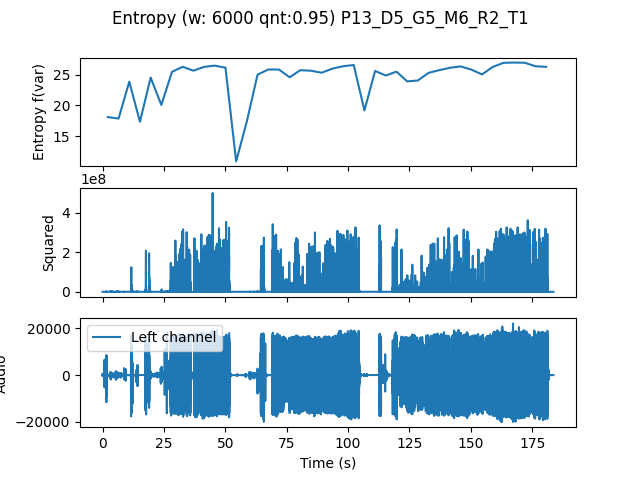 Entropy (w: 6000 qnt:0.95) P13_D5_G5_M6_R2_T1
Entropy f(var)
25
20
15
1e8
Squared
4
2
0
Audio
20000
0
−20000
Left channel
0
25
50
75
100
125
150
175
Time (s)